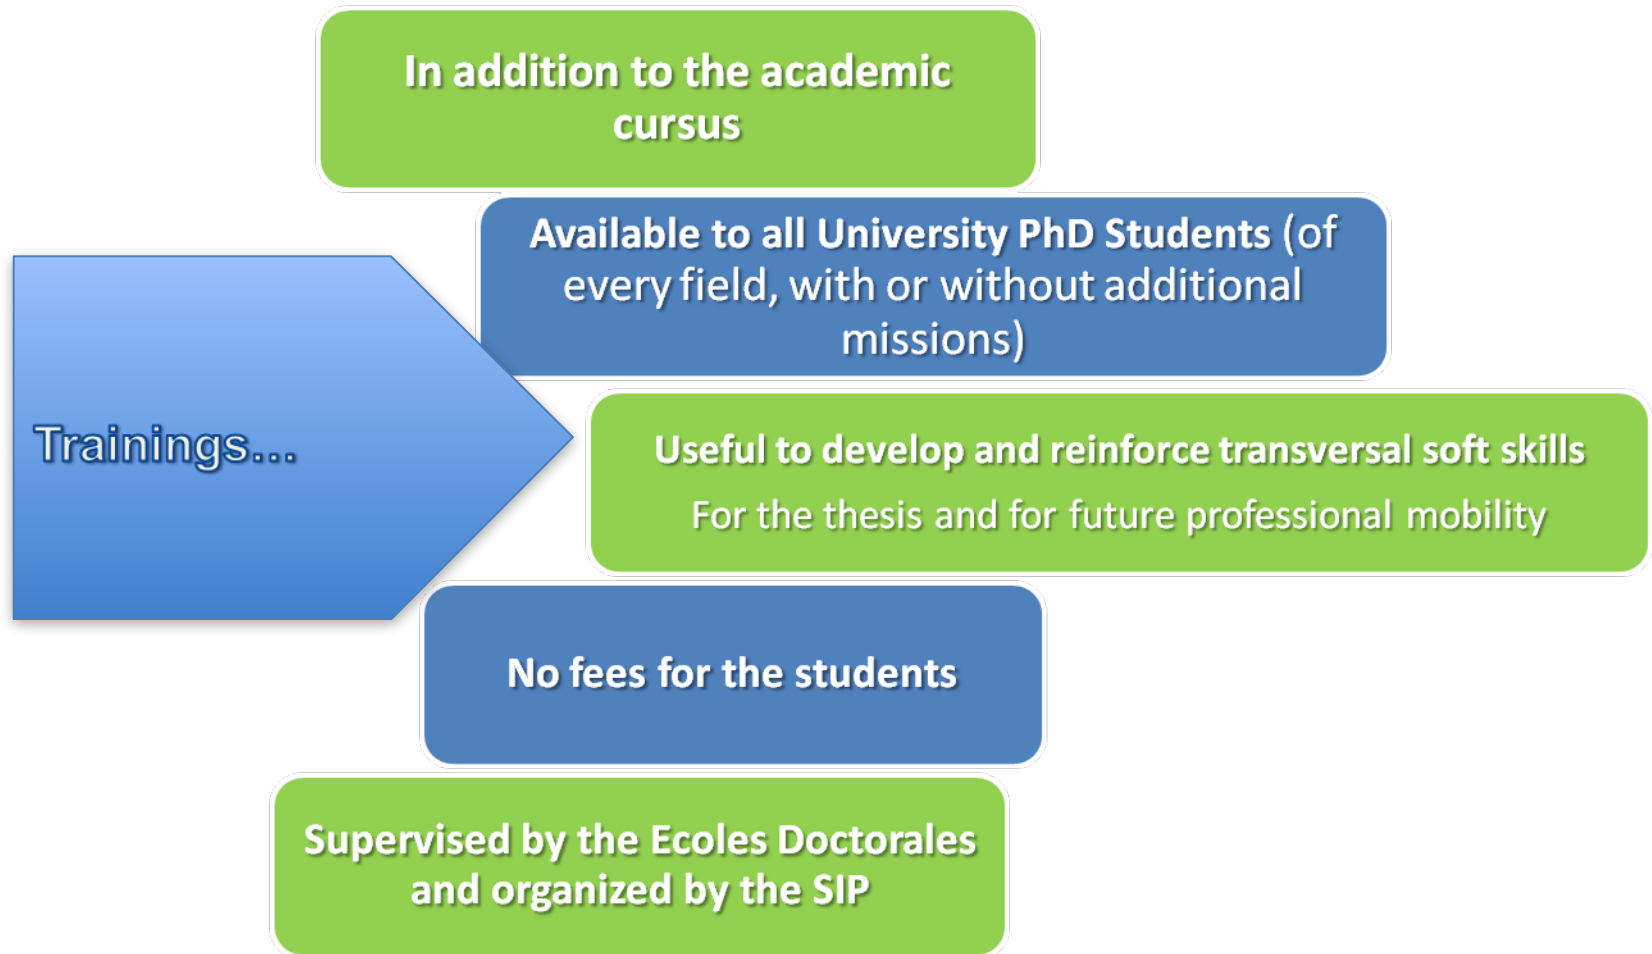 In addition to the academic
cursus
Available to all University PhD Students (of
every field, with or without additional
missions)
Trainings...
Useful to develop and reinforce transversal soft skills
For the thesis and for future professional mobility
No fees for the students
Supervised by the Ecoles Doctorales
and organized by the SIP